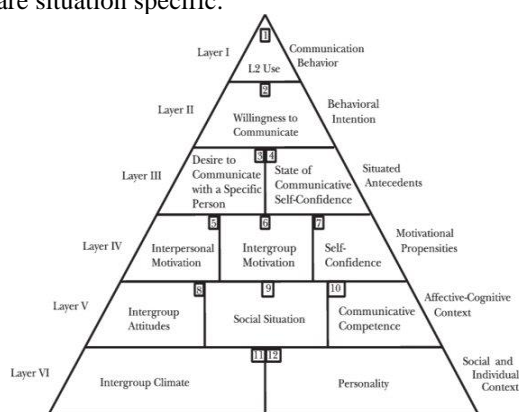 are situation specific.
1
Layer I
Communication
Behavior
L2 Use
2
Layer II
Behavioral
Intention
Willingness to
Communicate
3 4
Layer III
Desire to
Communicate
with a Specific
Person
State of
Communicative
Self-Confidence
Situated
Antecedents
5 6 7
Layer IV
Interpersonal
Motivation
Intergroup
Motivation
Self-
Confidence
Motivational
Propensities
8 9 10
Layer V
Intergroup
Attitudes
Social Situation
Communicative
Competence
Affective-Cognitive
Context
11 12
Layer VI
Intergroup Climate
Personality
Social and
Individual
Context